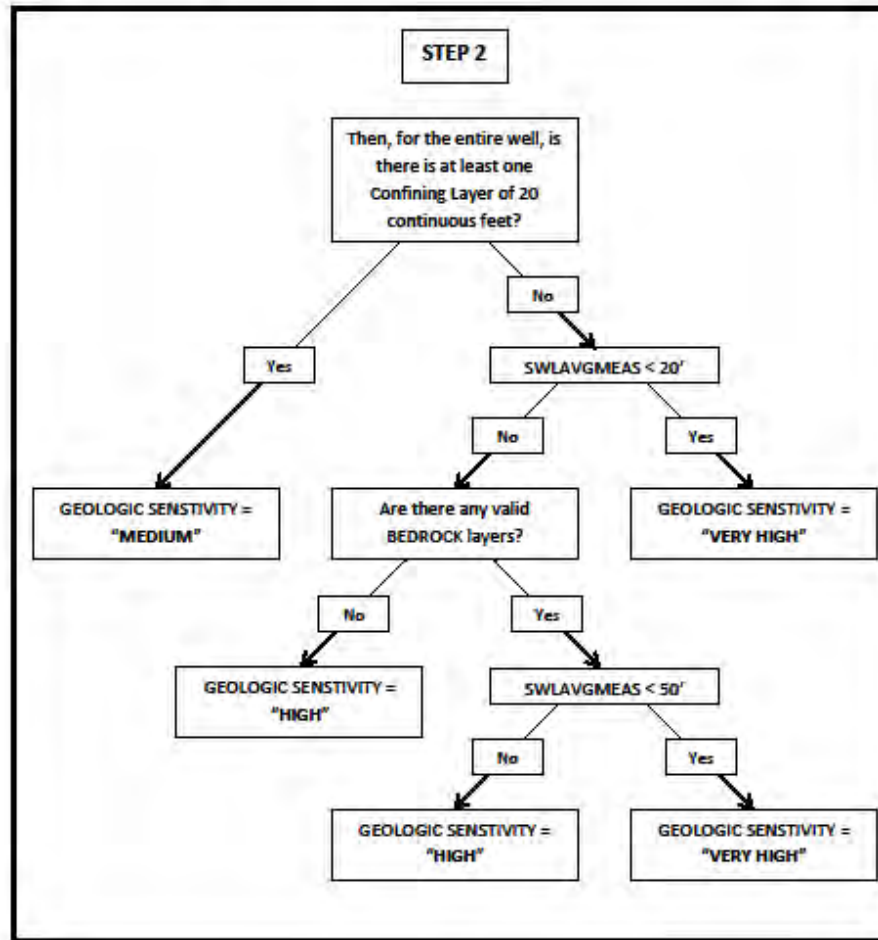 STEP 2
Then, for the entire well, is
there is at least one
Confining Layer of 20
continuous feet?
No
Yes
SWLAVGMEAS < 20'
No
Yes
GEOLOGIC SENSTIVITY =
"MEDIUM"
Are there any valid
BEDROCK layers?
GEOLOGIC SENSTIVITY =
"VERY HIGH"
No
Yes
GEOLOGIC SENSTIVITY =
"HIGH"
SWLAVGMEAS < 50'
No
Yes
GEOLOGIC SENSTIVITY =
"HIGH"
GEOLOGIC SENSTIVITY =
"VERY HIGH"